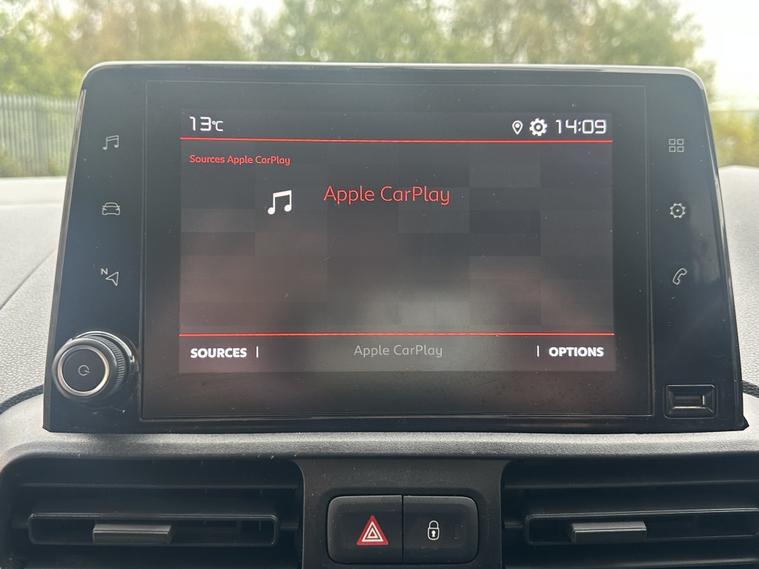 13°C
14:09
Sources Apple CarPlay
Apple CarPlay
N
SOURCES
Apple CarPlay
OPTIONS